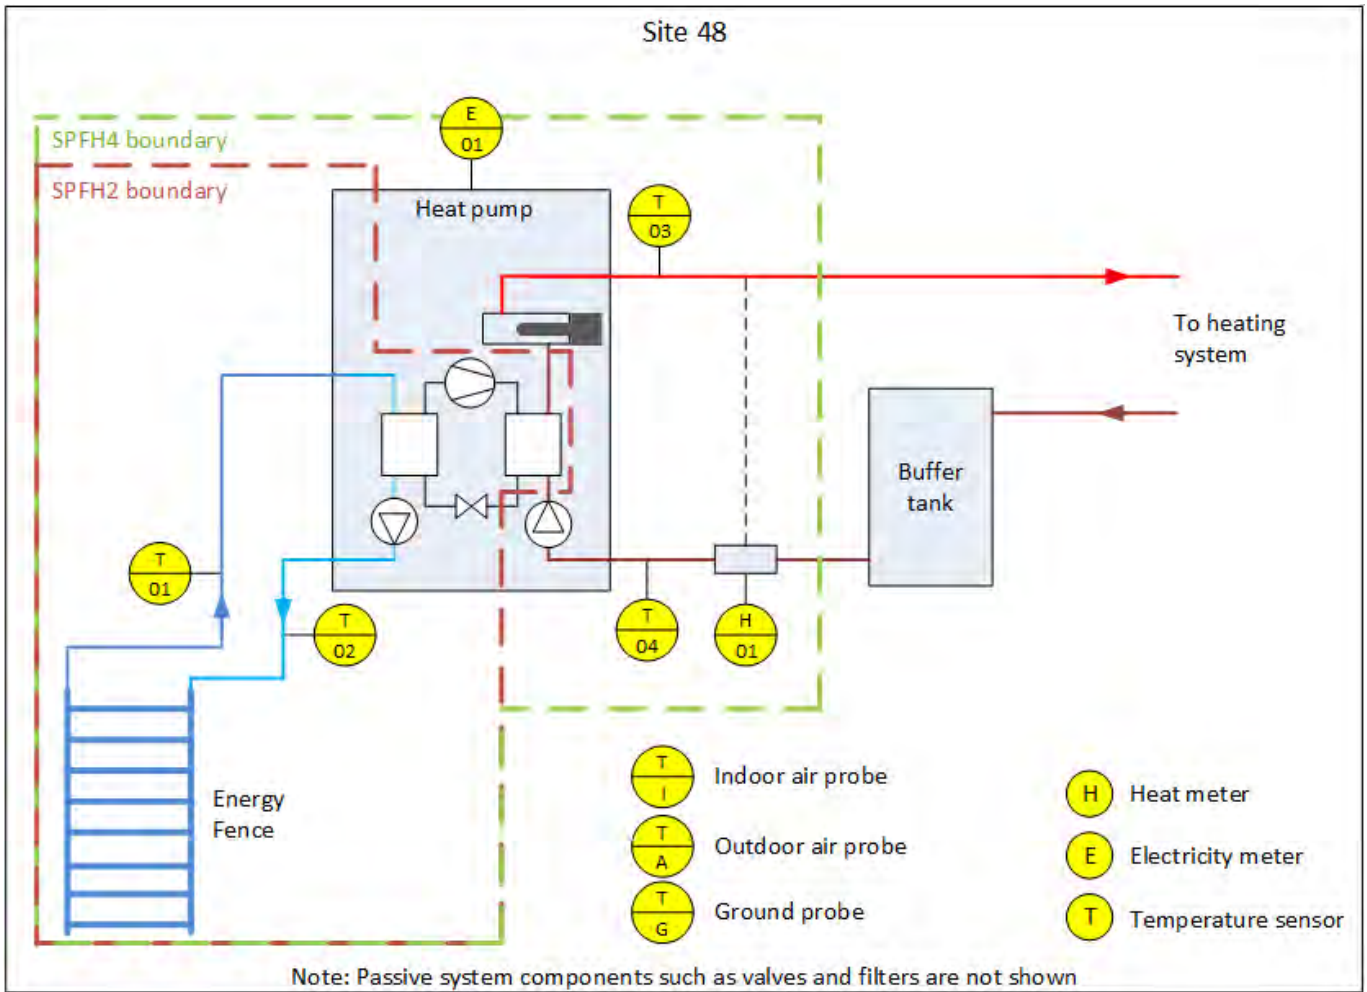 Site 48
E
01
SPFH4 boundary
SPFH2 boundary
Heat pump
T
03
To heating
system
Buffer
tank
T
01
T
02
T
04
H
01
Energy
Fence
T
I
Indoor air probe
T
A
Outdoor air probe
T
G
Ground probe
H
Heat meter
E
Electricity meter
T
Temperature sensor
Note: Passive system components such as valves and filters are not shown